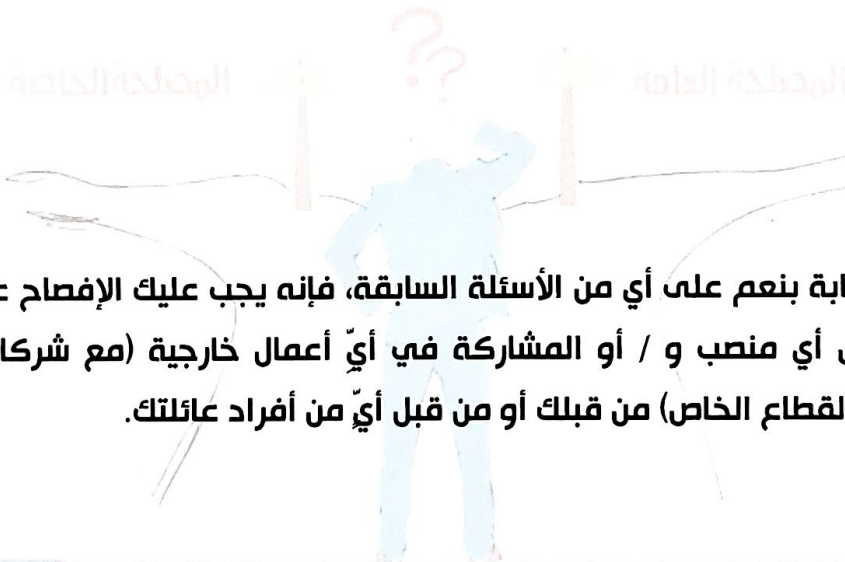 المصلحة الخاصة
المصلحة العامة
??
ابة بنعم على أي من الأسئلة السابقة، فإنه يجب عليك الإفصاح ع
أي منصب و / أو المشاركة في أيِّ أعمال خارجية (مع شركا
لقطاع الخاص) من قبلك أو من قبل أيٍّ من أفراد عائلتك.